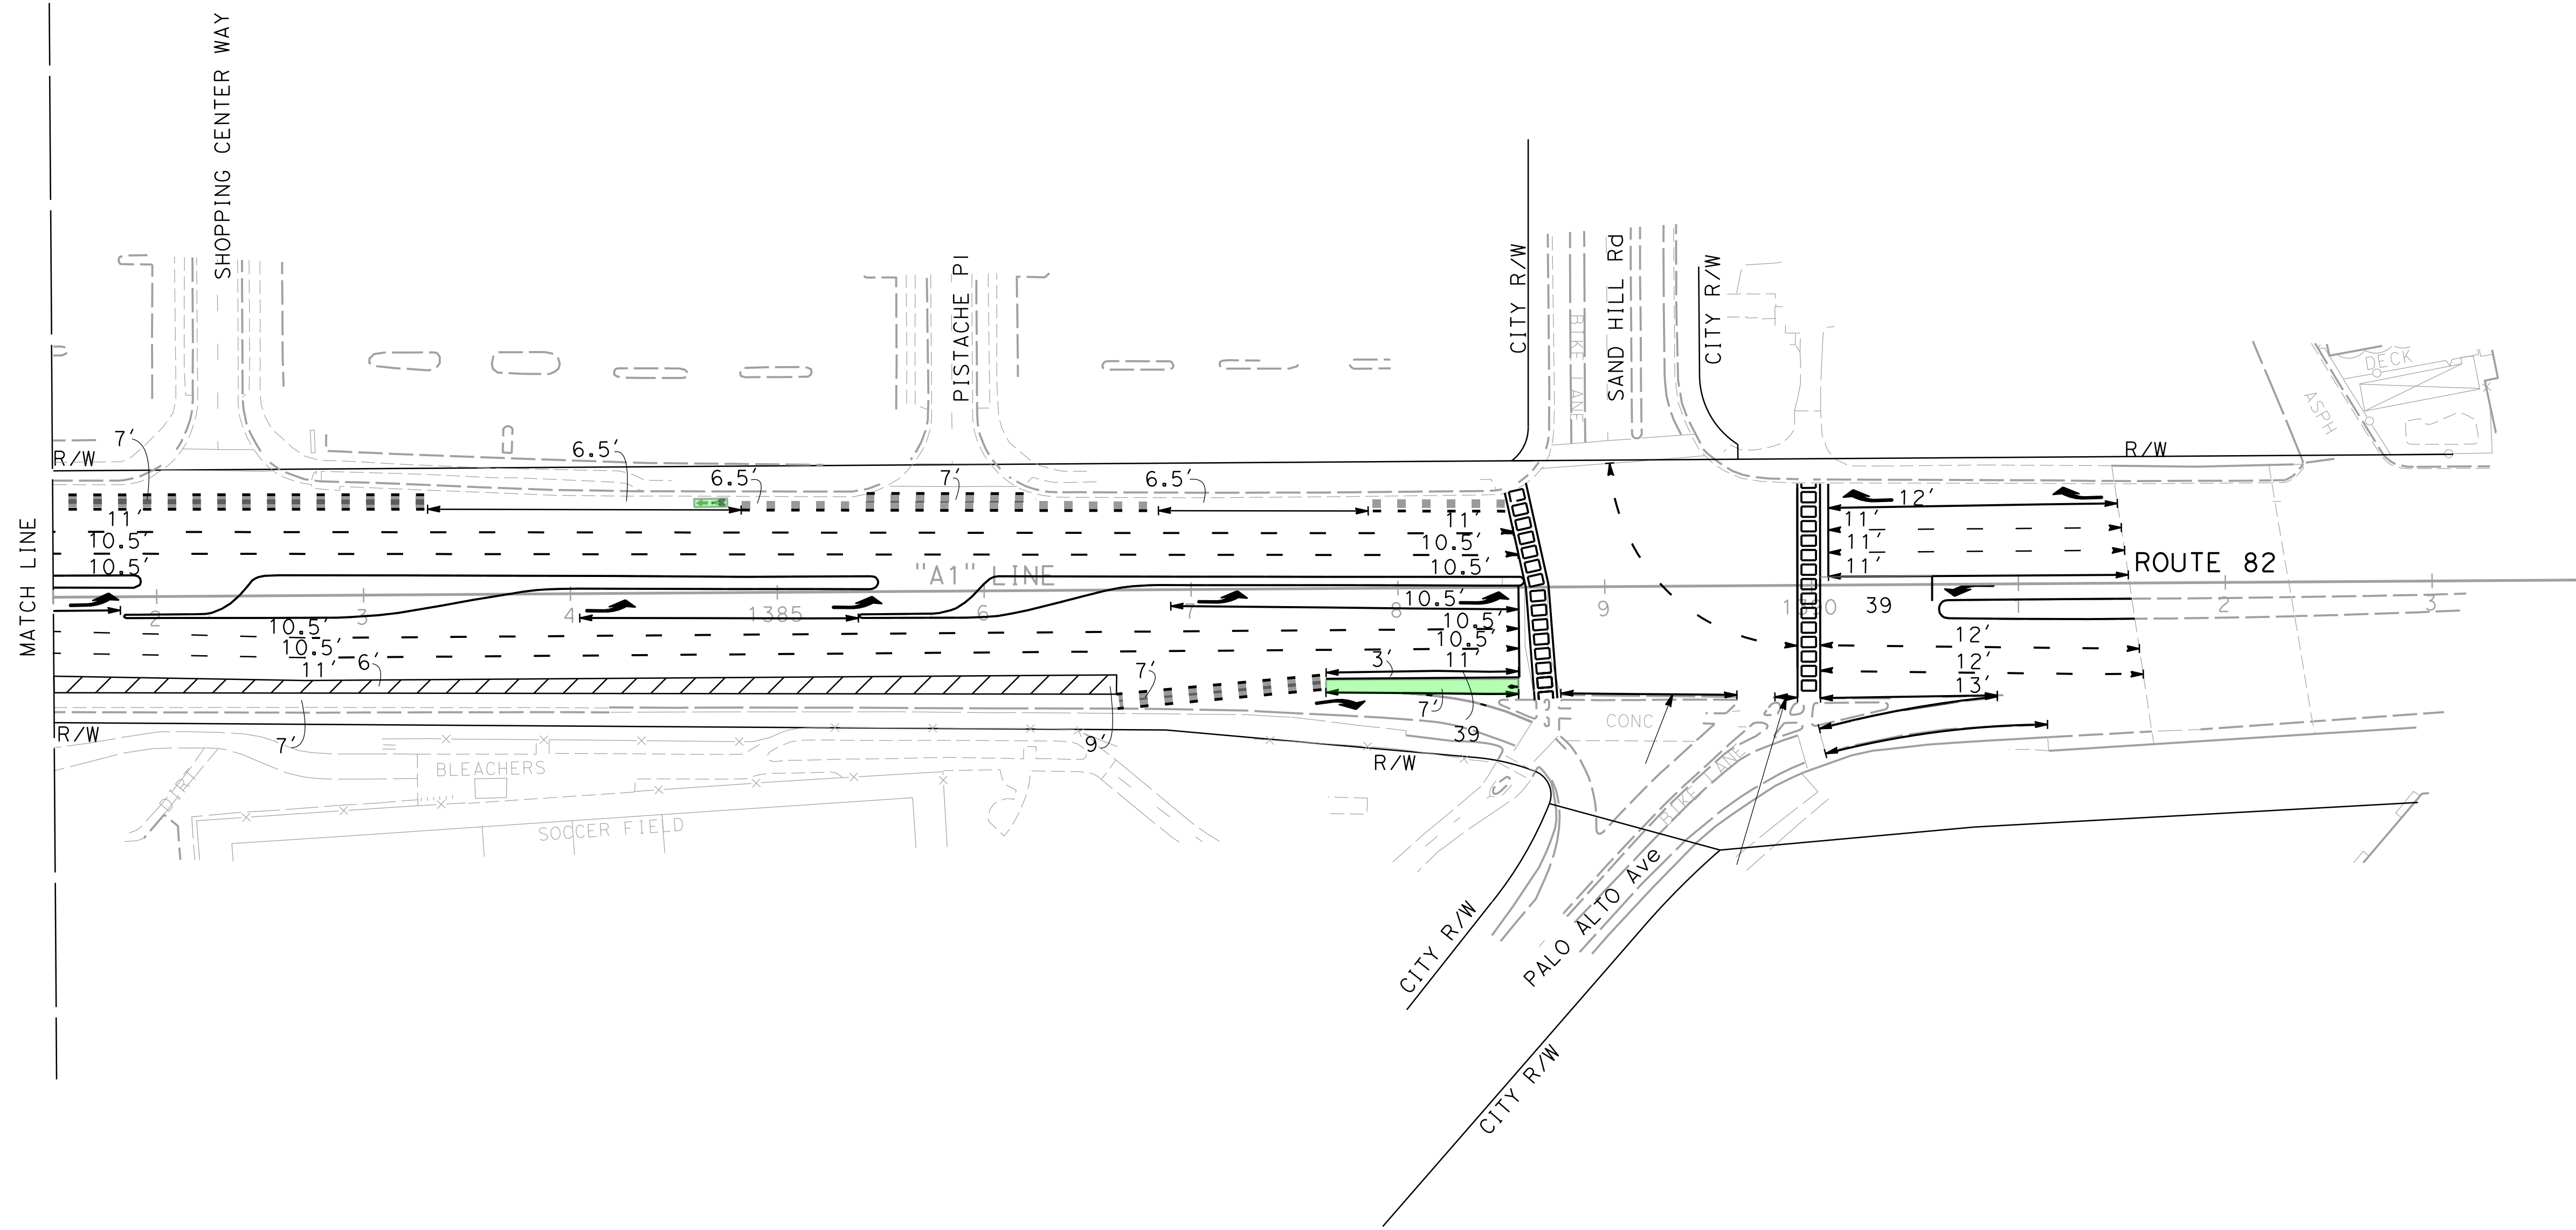 SHOPPING CENTER WAY
PISTACHE Pl
CITY R/W
BIKE LANE
SAND HILL Rd
CITY R/W
DECK
ASPH
7'
R/W
6.5'
6.5'
7'
6.5'
R/W
11'
10.5'
10.5'
MATCH LINE
"A1" LINE
11'
10.5'
10.5'
12'
11'
11'
11'
ROUTE 82
2
3
4
1385
6
7
8
9
1390
1
2
3
39
10.5'
10.5'
10.5'
10.5'
10.5'
11'
6'
7'
3'
11'
12'
12'
13'
R/W
7'
9'
7'
39
CONC
R/W
BLEACHERS
DIRT
SOCCER FIELD
BIKE LANE
PALO ALTO Ave
CITY R/W
CITY R/W